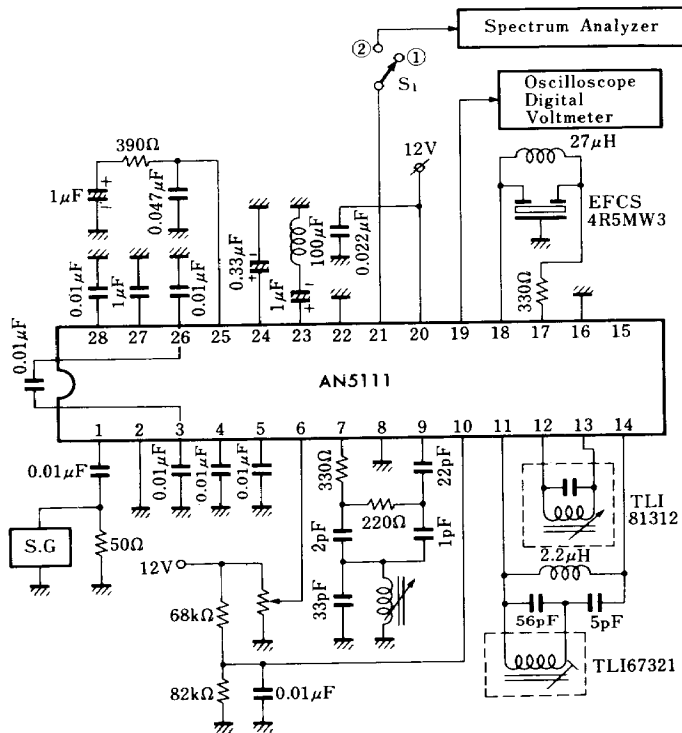 Spectrum Analyzer
② ①
S₁
Oscilloscope
Digital
Voltmeter
12V
27μH
390Ω
1μF
+
−
0.047μF
EFCS
4R5MW3
0.01μF
1μF
0.01μF
0.33μF
+
−
100μF
1μF
+
−
0.022μF
330Ω
28 27 26 25 24 23 22 21 20 19 18 17 16 15
0.01μF
AN5111
1 2 3 4 5 6 7 8 9 10 11 12 13 14
0.01μF
0.01μF
0.01μF
0.01μF
330Ω
22pF
220Ω
2pF
1pF
TLI
81312
S.G
50Ω
12V
2.2μH
68kΩ
33pF
56pF
5pF
82kΩ
0.01μF
TLI67321